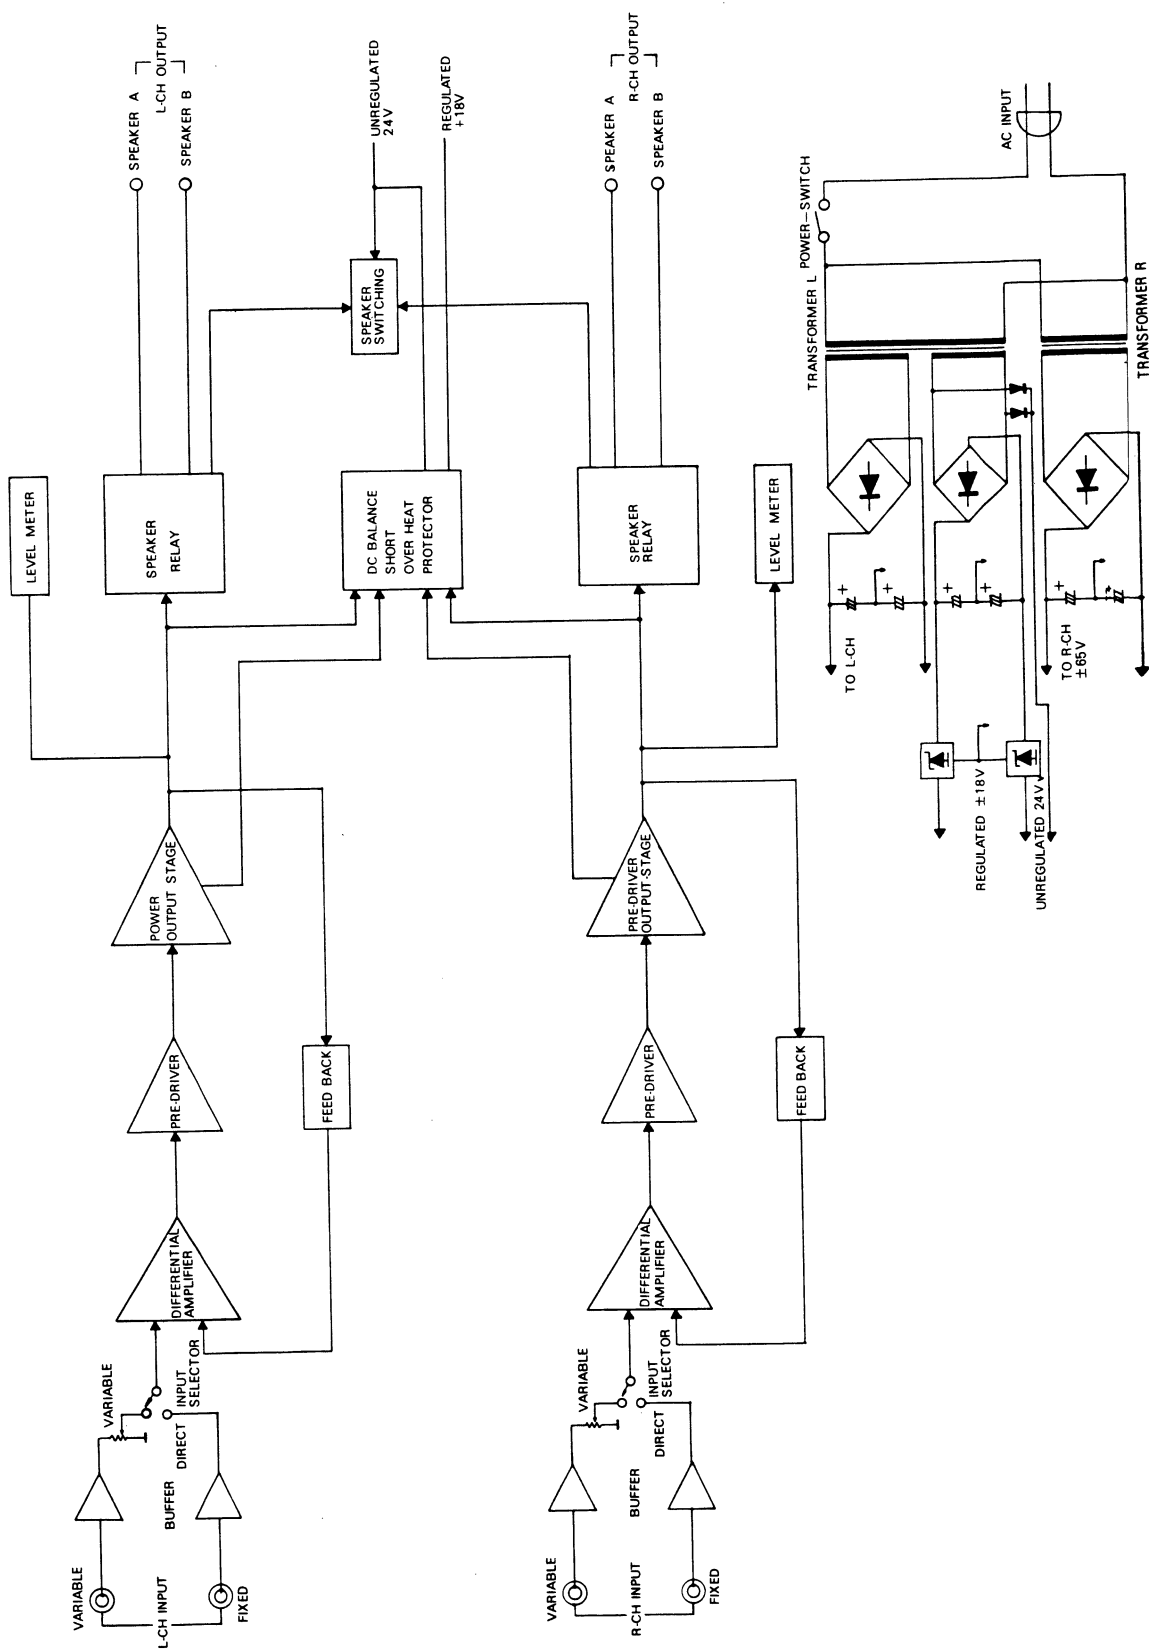 VARIABLE
L-CH INPUT
FIXED
BUFFER
VARIABLE
DIRECT
INPUT
SELECTOR
DIFFERENTIAL
AMPLIFIER
PRE-DRIVER
FEED BACK
POWER
OUTPUT STAGE
LEVEL METER
SPEAKER
RELAY
SPEAKER A
L-CH OUTPUT
SPEAKER B
DC BALANCE
SHORT
OVER HEAT
PROTECTOR
SPEAKER
SWITCHING
UNREGULATED
24V
REGULATED
+18V
VARIABLE
R-CH INPUT
FIXED
BUFFER
VARIABLE
DIRECT
INPUT
SELECTOR
DIFFERENTIAL
AMPLIFIER
PRE-DRIVER
FEED BACK
PRE-DRIVER
OUTPUT-STAGE
SPEAKER
RELAY
LEVEL METER
SPEAKER A
R-CH OUTPUT
SPEAKER B
TO L-CH
+
+
+
+
TO R-CH
±65V
+
+
REGULATED ±18V
UNREGULATED 24V
TRANSFORMER L
POWER-SWITCH
AC INPUT
TRANSFORMER R